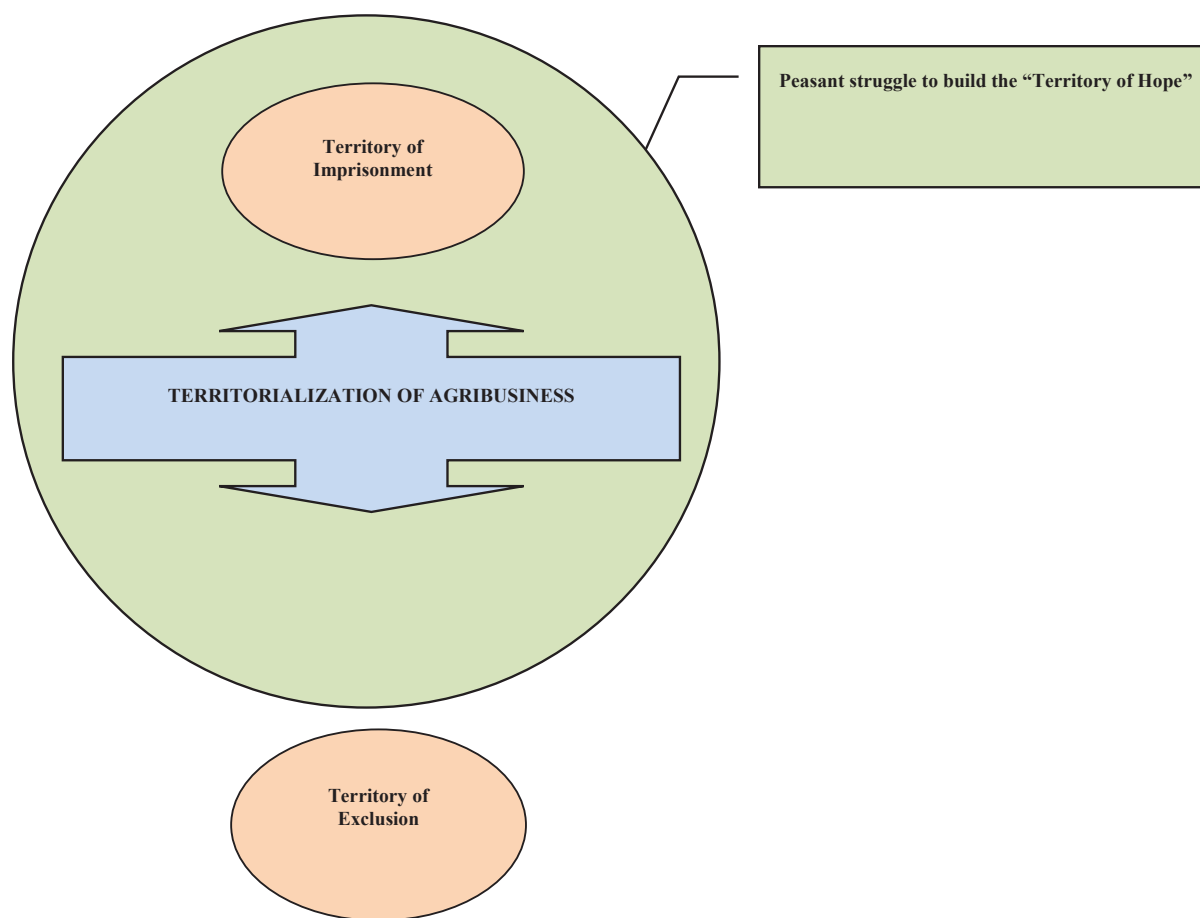 Peasant struggle to build the “Territory of Hope”
Territory of
Imprisonment
TERRITORIALIZATION OF AGRIBUSINESS
Territory of
Exclusion